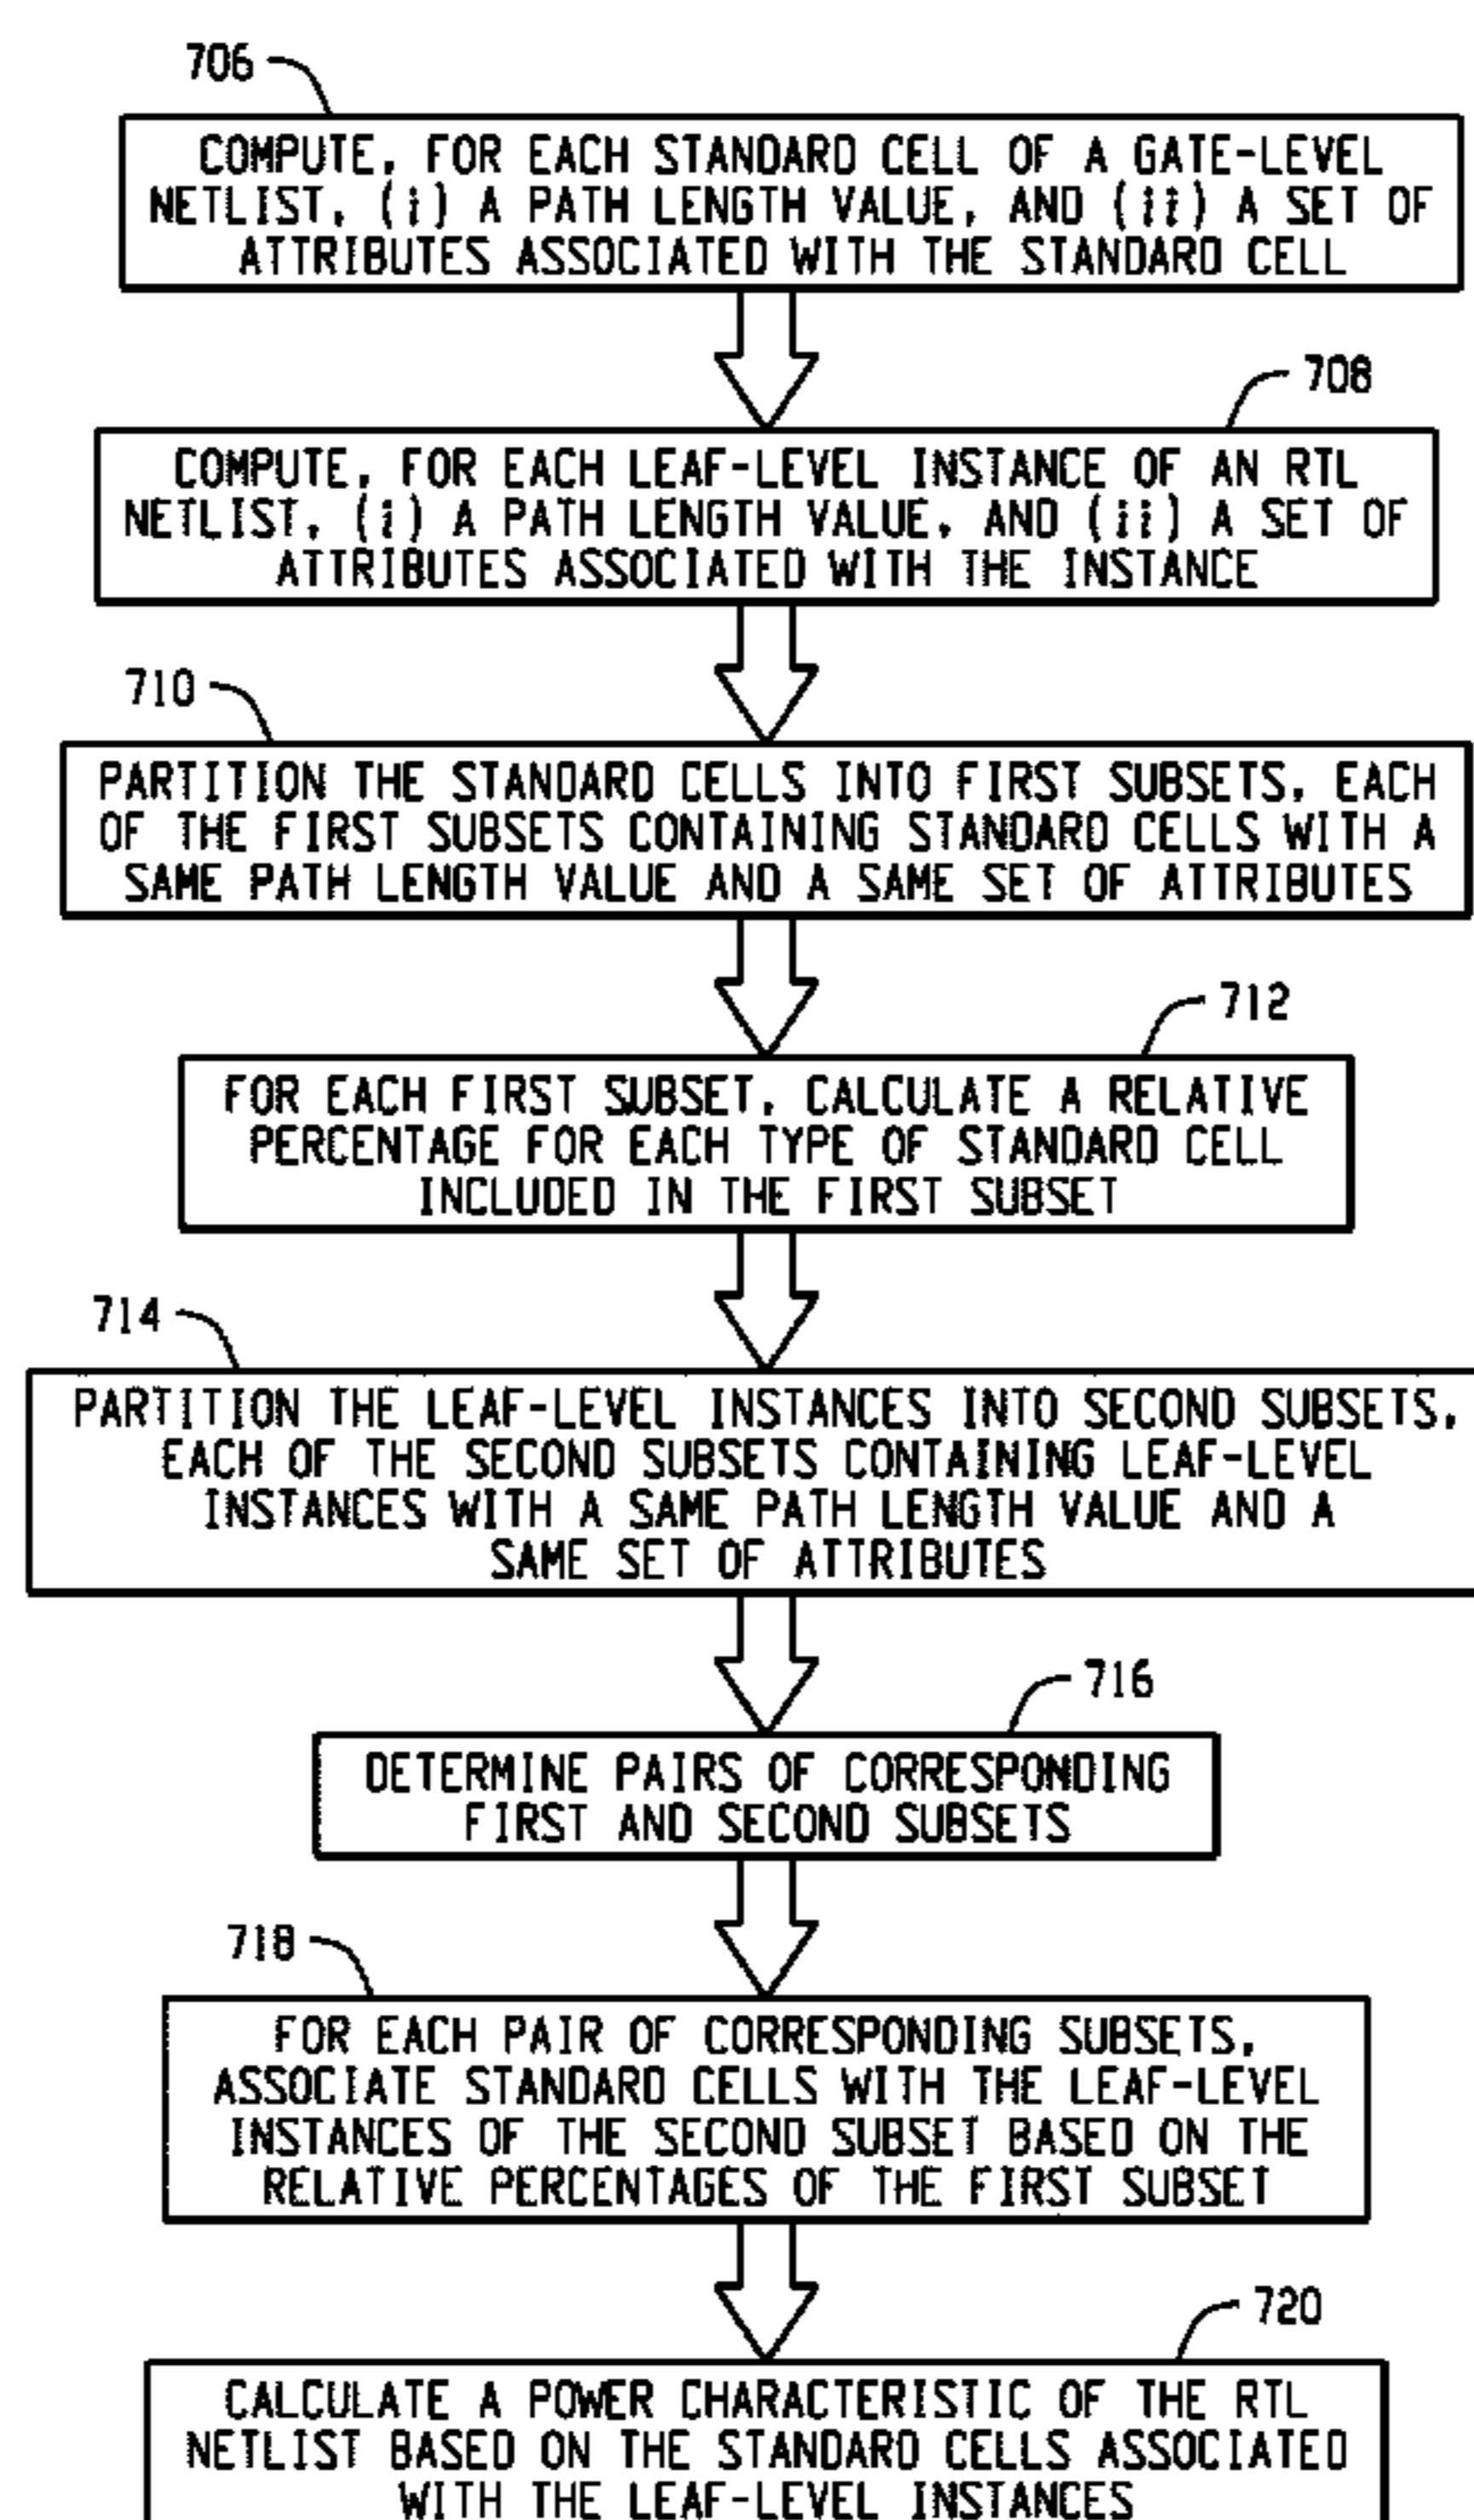 706
COMPUTE, FOR EACH STANDARD CELL OF A GATE-LEVEL
NETLIST, (i) A PATH LENGTH VALUE, AND (ii) A SET OF
ATTRIBUTES ASSOCIATED WITH THE STANDARD CELL
708
COMPUTE, FOR EACH LEAF-LEVEL INSTANCE OF AN RTL
NETLIST, (i) A PATH LENGTH VALUE, AND (ii) A SET OF
ATTRIBUTES ASSOCIATED WITH THE INSTANCE
710
PARTITION THE STANDARD CELLS INTO FIRST SUBSETS, EACH
OF THE FIRST SUBSETS CONTAINING STANDARD CELLS WITH A
SAME PATH LENGTH VALUE AND A SAME SET OF ATTRIBUTES
712
FOR EACH FIRST SUBSET, CALCULATE A RELATIVE
PERCENTAGE FOR EACH TYPE OF STANDARD CELL
INCLUDED IN THE FIRST SUBSET
714
PARTITION THE LEAF-LEVEL INSTANCES INTO SECOND SUBSETS,
EACH OF THE SECOND SUBSETS CONTAINING LEAF-LEVEL
INSTANCES WITH A SAME PATH LENGTH VALUE AND A
SAME SET OF ATTRIBUTES
716
DETERMINE PAIRS OF CORRESPONDING
FIRST AND SECOND SUBSETS
718
FOR EACH PAIR OF CORRESPONDING SUBSETS,
ASSOCIATE STANDARD CELLS WITH THE LEAF-LEVEL
INSTANCES OF THE SECOND SUBSET BASED ON THE
RELATIVE PERCENTAGES OF THE FIRST SUBSET
720
CALCULATE A POWER CHARACTERISTIC OF THE RTL
NETLIST BASED ON THE STANDARD CELLS ASSOCIATED
WITH THE LEAF-LEVEL INSTANCES